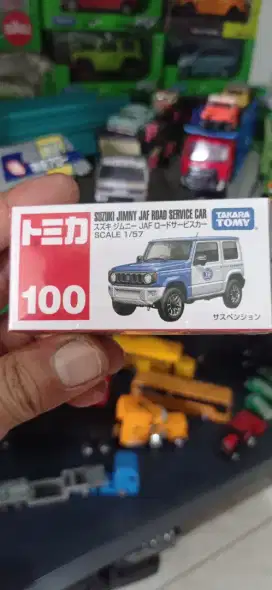 トミカ
100
SUZUKI JIMNY JAF ROAD SERVICE CAR
スズキ ジムニー JAF ロードサービスカー
SCALE 1/57
TAKARA
TOMY
サスペンション